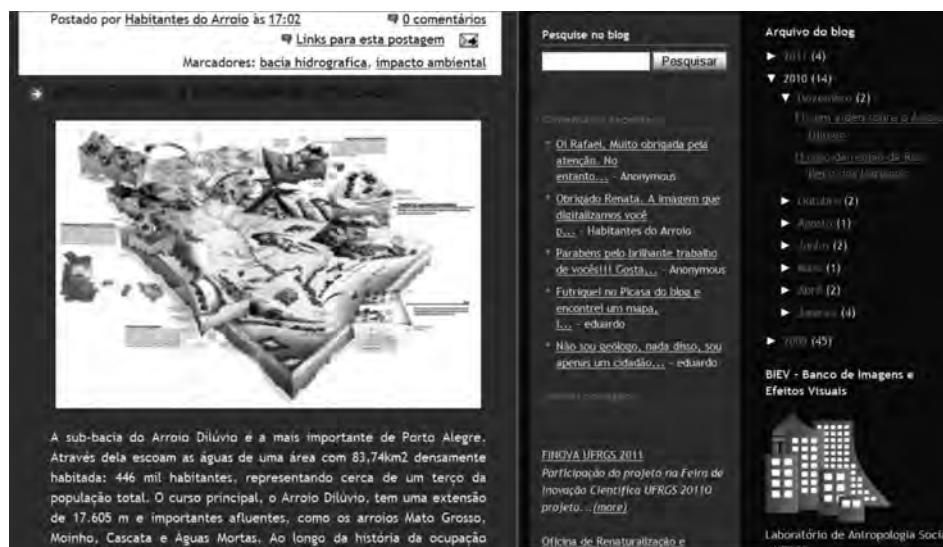 Postado por Habitantes do Arroio às 17:02
0 comentários
Links para esta postagem
Marcadores: bacia hidrografica, impacto ambiental
A sub-bacia do Arroio Dilúvio é a mais importante de Porto Alegre.
Através dela escoam as águas de uma área com 83,74km2 densamente
habitada: 446 mil habitantes, representando cerca de um terço da
população total. O curso principal, o Arroio Dilúvio, tem uma extensão
de 17.605 m e importantes afluentes, como os arroios Mato Grosso,
Moinho, Cascata e Águas Mortas. Ao longo da história da ocupação
Pesquise no blog
Pesquisar
Oi Rafael, Muito obrigada pela
atenção. No
entanto... - Anonymous
Obrigado Renata. A imagem que
digitalizamos você
p... - Habitantes do Arroio
Parabens pelo brilhante trabalho
de vocês!!! Gosta... - Anonymous
Futriquei no Picasa do blog e
encontrei um mapa,
l... - eduardo
Não sou geólogo, nada disso, sou
apenas um cidadão... - eduardo
FINOVA UFRGS 2011
Participação do projeto na Feira de
Inovação Científica UFRGS 20110
projeto...(more)
Oficina de Renaturalização e
Arquivo do blog
2011 (4)
2010 (14)
Dezembro (2)
Outubro (2)
Agosto (1)
Junho (2)
Maio (1)
Abril (2)
Janeiro (4)
2009 (45)
BIEV - Banco de Imagens e
Efeitos Visuais
Laboratório de Antropologia Soci